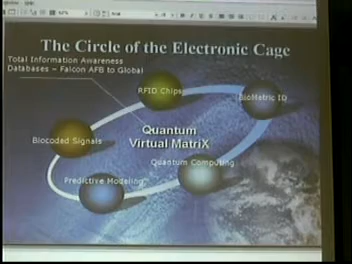 The Circle of the Electronic Cage
Total Information Awareness
Databases – Falcon AFB to Global
RFID Chips
BioMetric ID
Quantum
Virtual MatriX
Biocoded Signals
Quantum Computing
Predictive Modeling